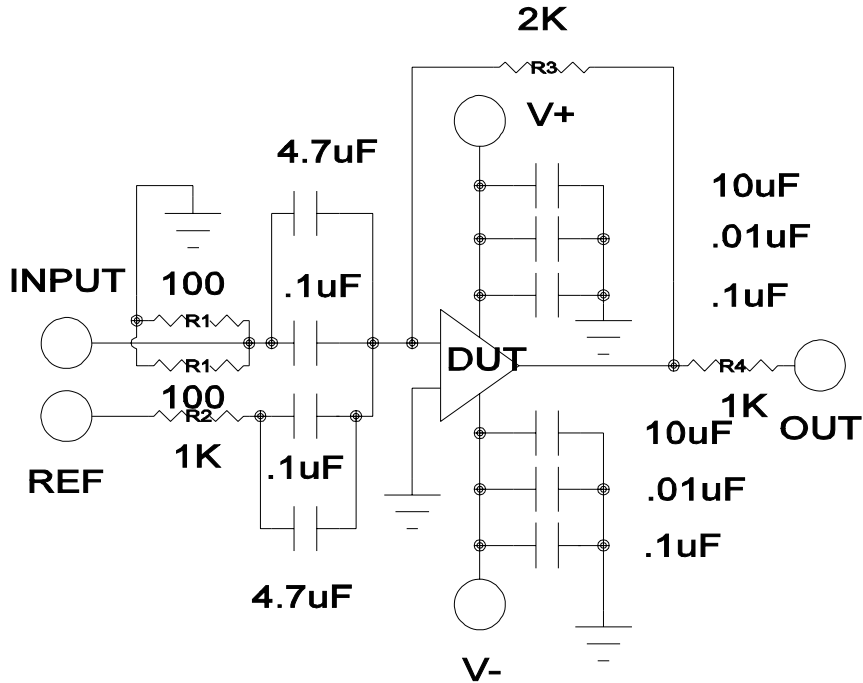 2K
R3
V+
4.7uF
10uF
.01uF
.1uF
INPUT
100
.1uF
R1
R1
DUT
R4
100
R2
1K
REF
1K
.1uF
10uF
OUT
.01uF
.1uF
4.7uF
V-